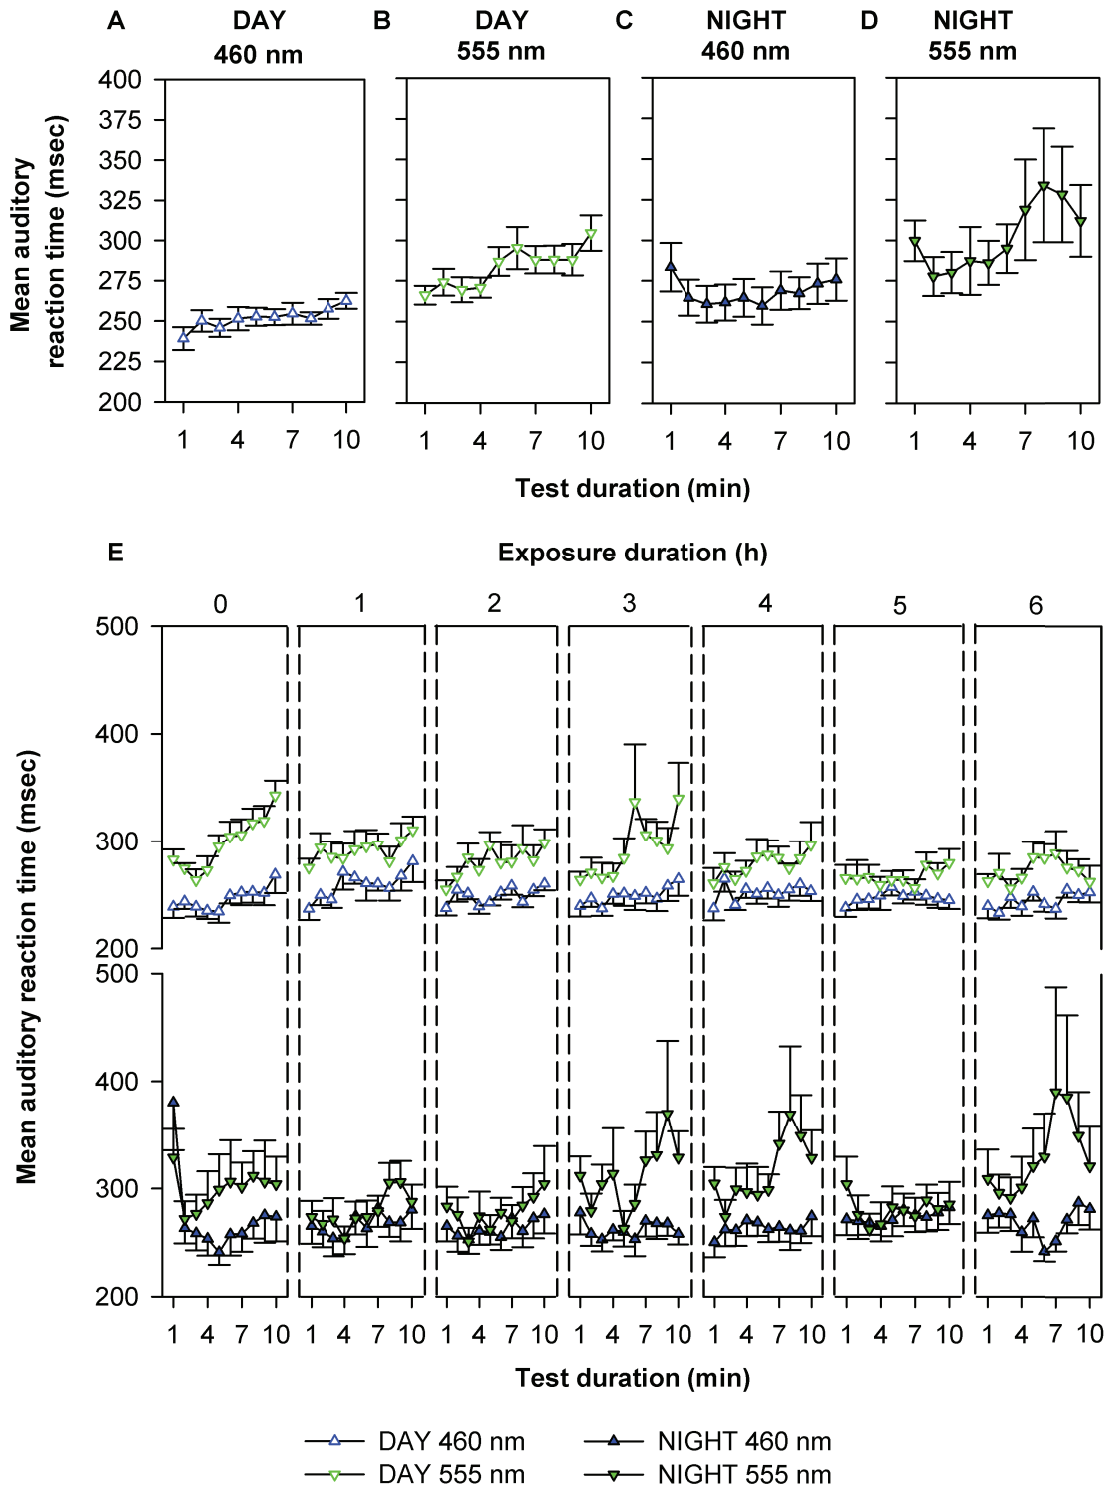 A DAY B DAY C NIGHT D NIGHT
460 nm 555 nm 460 nm 555 nm
400
375
350
325
300
275
250
225
200
Mean auditory
reaction time (msec)
1 4 7 10 1 4 7 10 1 4 7 10 1 4 7 10
Test duration (min)
E Exposure duration (h)
0 1 2 3 4 5 6
500
400
300
200
500
400
300
200
Mean auditory reaction time (msec)
1 4 7 10 1 4 7 10 1 4 7 10 1 4 7 10 1 4 7 10 1 4 7 10 1 4 7 10
Test duration (min)
DAY 460 nm NIGHT 460 nm
DAY 555 nm NIGHT 555 nm